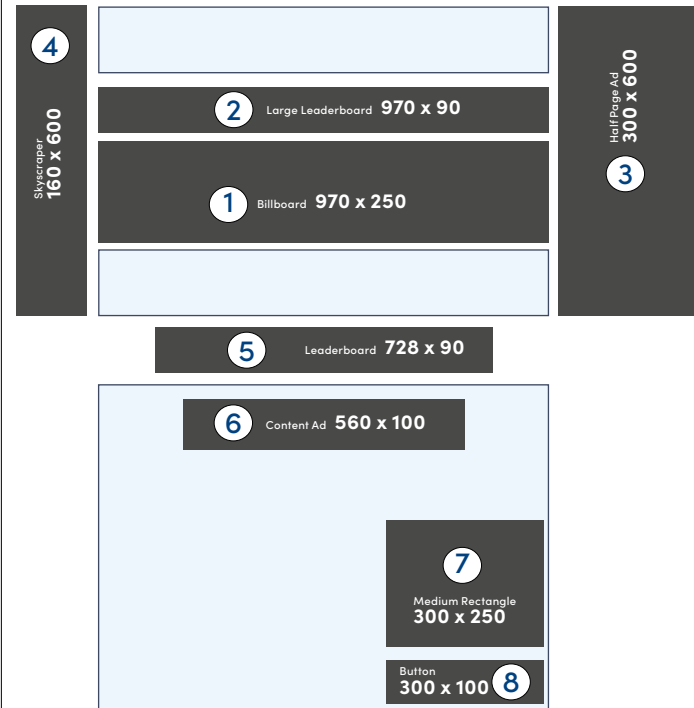 4
Skyscraper
160 x 600
2 Large Leaderboard 970 x 90
1 Billboard 970 x 250
Half Page Ad
300 x 600
3
5 Leaderboard 728 x 90
6 Content Ad 560 x 100
7
Medium Rectangle
300 x 250
Button
300 x 100 8